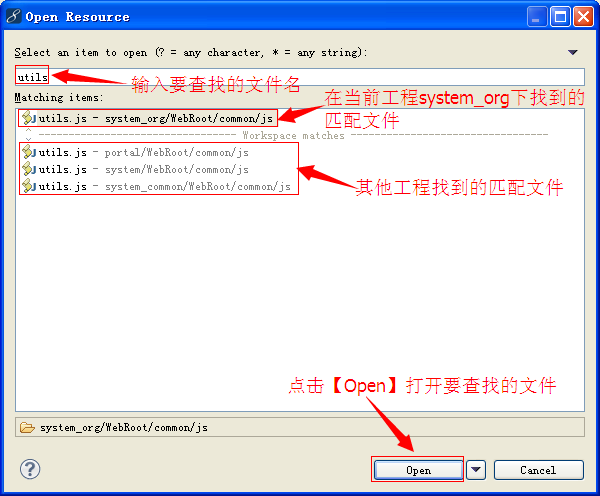 Open Resource
Select an item to open (? = any character, * = any string):
utils
输入要查找的文件名
Matching items:
在当前工程system_org下找到的
匹配文件
utils.js - system_org/WebRoot/common/js
Workspace matches
utils.js - portal/WebRoot/common/js
utils.js - system/WebRoot/common/js
utils.js - system_common/WebRoot/common/js
其他工程找到的匹配文件
点击【Open】打开要查找的文件
system_org/WebRoot/common/js
?
Open
Cancel